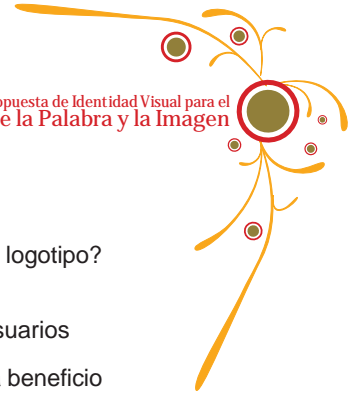 opuesta de Identidad Visual para el
e la Palabra y la Imagen
logotipo?
suarios
beneficio